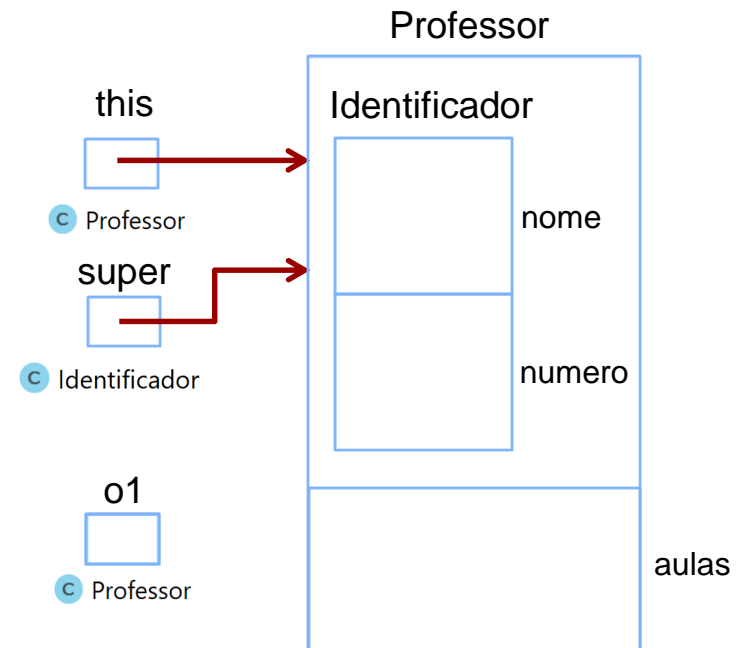 Professor
this
Identificador
C Professor
nome
super
C Identificador
numero
o1
C Professor
aulas